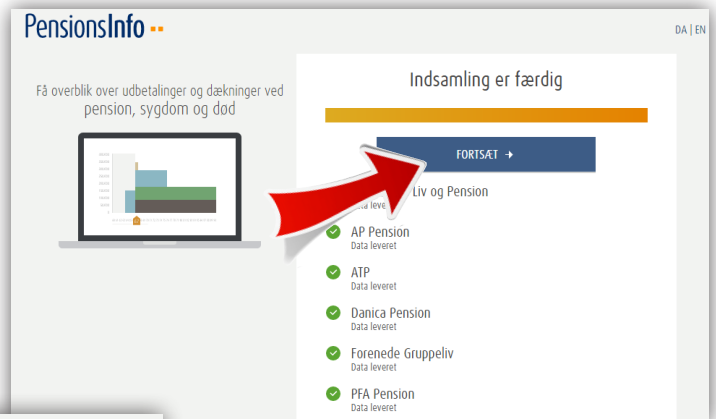 PensionsInfo
DA | EN
Få overblik over udbetalinger og dækninger ved
pension, sygdom og død
Indsamling er færdig
FORTSÆT →
Liv og Pension
Data leve
AP Pension
Data leveret
ATP
Data leveret
Danica Pension
Data leveret
Forenede Gruppeliv
Data leveret
PFA Pension
Data leveret